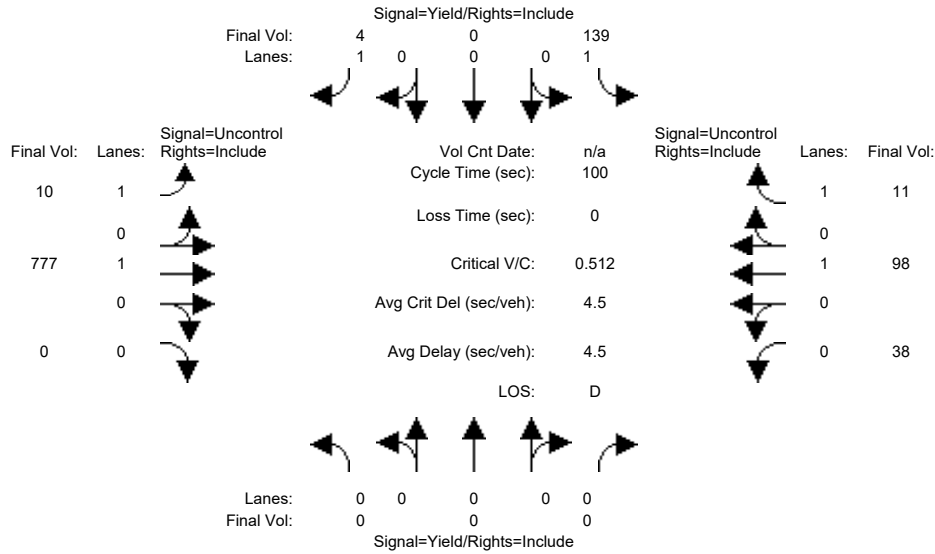 Signal=Yield/Rights=Include
Final Vol: 4 0 139
Lanes: 1 0 0 0 1
Signal=Uncontrol
Rights=Include
Final Vol: Lanes:
Vol Cnt Date: n/a
Signal=Uncontrol
Rights=Include
Lanes: Final Vol:
Cycle Time (sec): 100
10 1
1 11
Loss Time (sec): 0
0
0
777 1
Critical V/C: 0.512
1 98
0
Avg Crit Del (sec/veh): 4.5
0
0 0
Avg Delay (sec/veh): 4.5
0 38
LOS: D
Lanes: 0 0 0 0 0
Final Vol: 0 0 0
Signal=Yield/Rights=Include